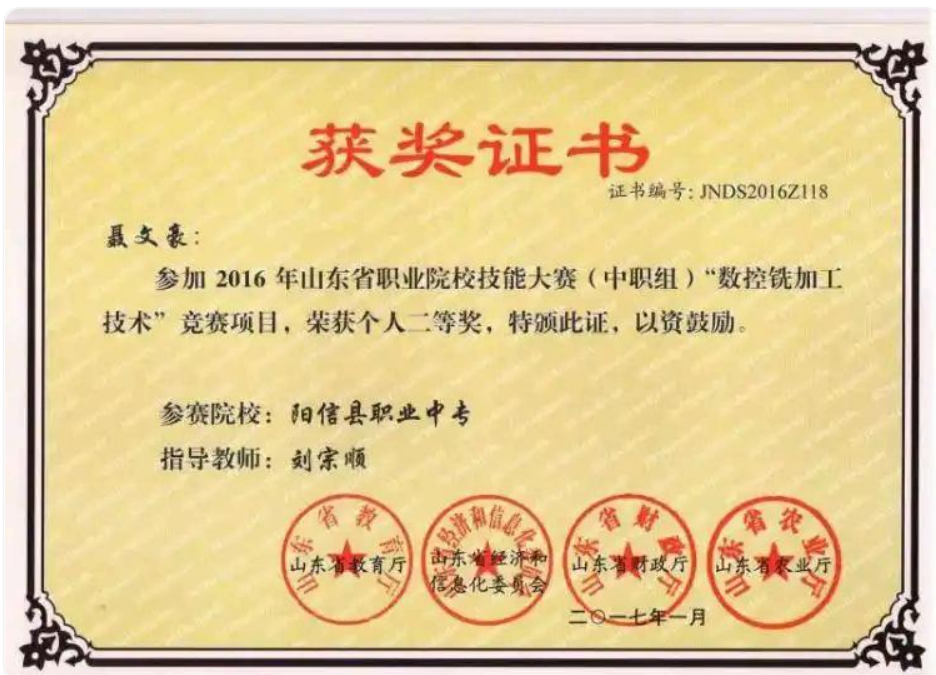 获奖证书
证书编号: JNDS2016Z118
聂文豪:
参加 2016 年山东省职业院校技能大赛(中职组)“数控铣加工
技术”竞赛项目,荣获个人二等奖,特颁此证,以资鼓励。
参赛院校: 阳信县职业中专
指导教师: 刘宗顺
山东省教育厅
山东省教育厅
山东省经济和信息化委员会
山东省经济和
信息化委员会
山东省财政厅
山东省财政厅
山东省农业厅
山东省农业厅
二〇一七年一月